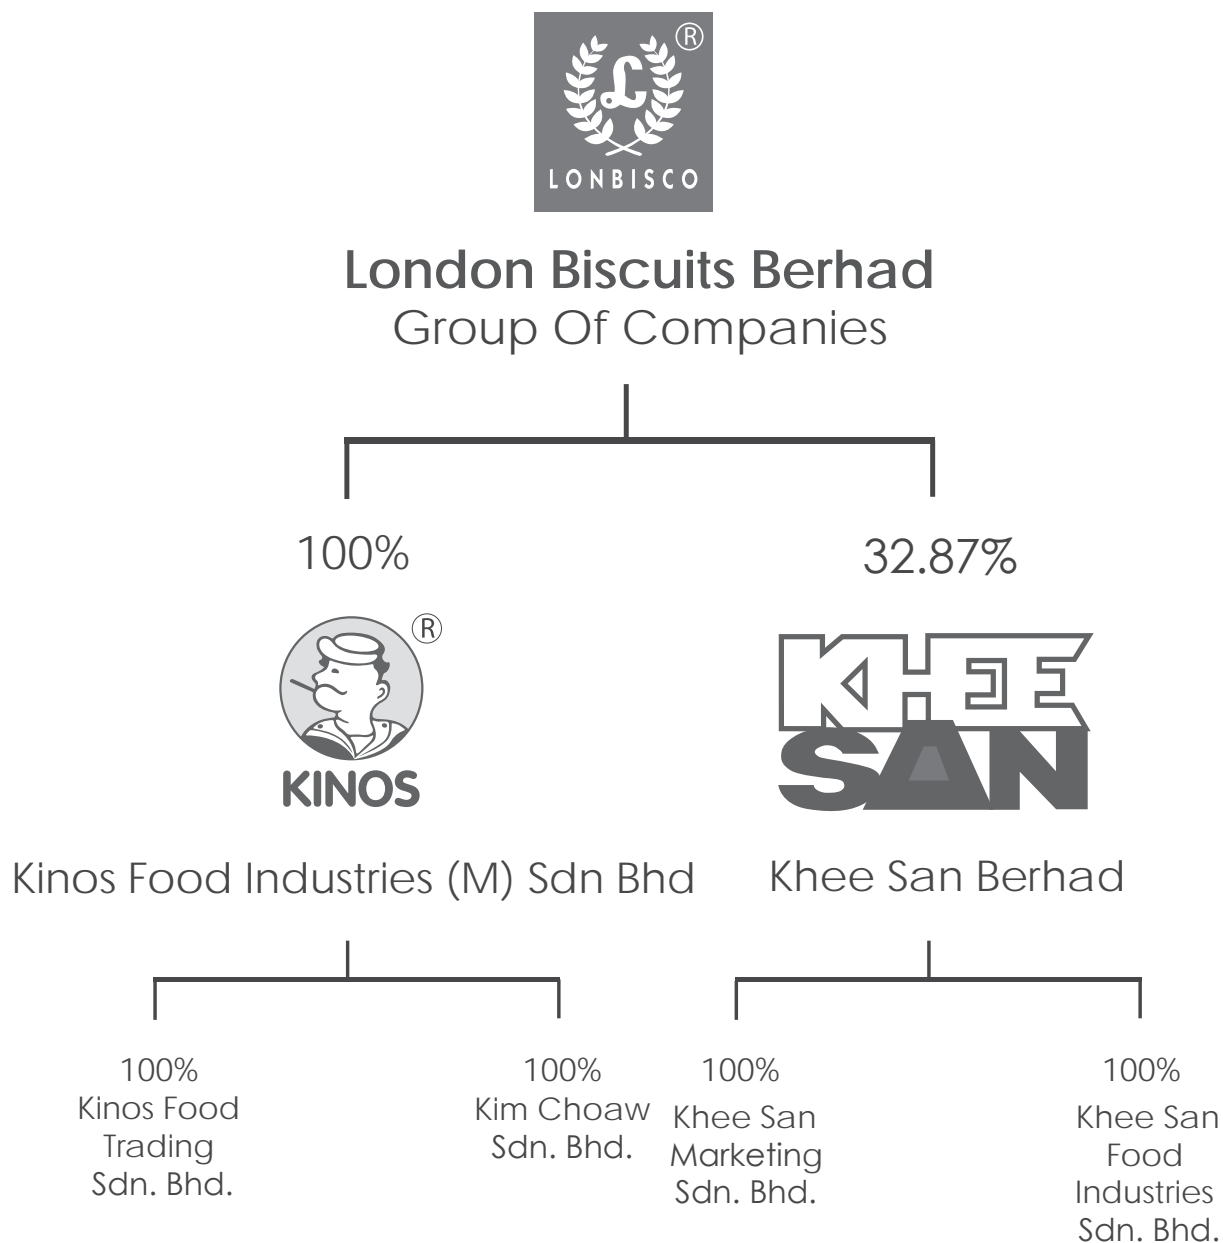 ®
L
LONBISCO
London Biscuits Berhad
Group Of Companies
100%
32.87%
®
KINOS
KHEE
SAN
Kinos Food Industries (M) Sdn Bhd
Khee San Berhad
100%
Kinos Food
Trading
Sdn. Bhd.
100%
Kim Choaw
Sdn. Bhd.
100%
Khee San
Marketing
Sdn. Bhd.
100%
Khee San
Food
Industries
Sdn. Bhd.